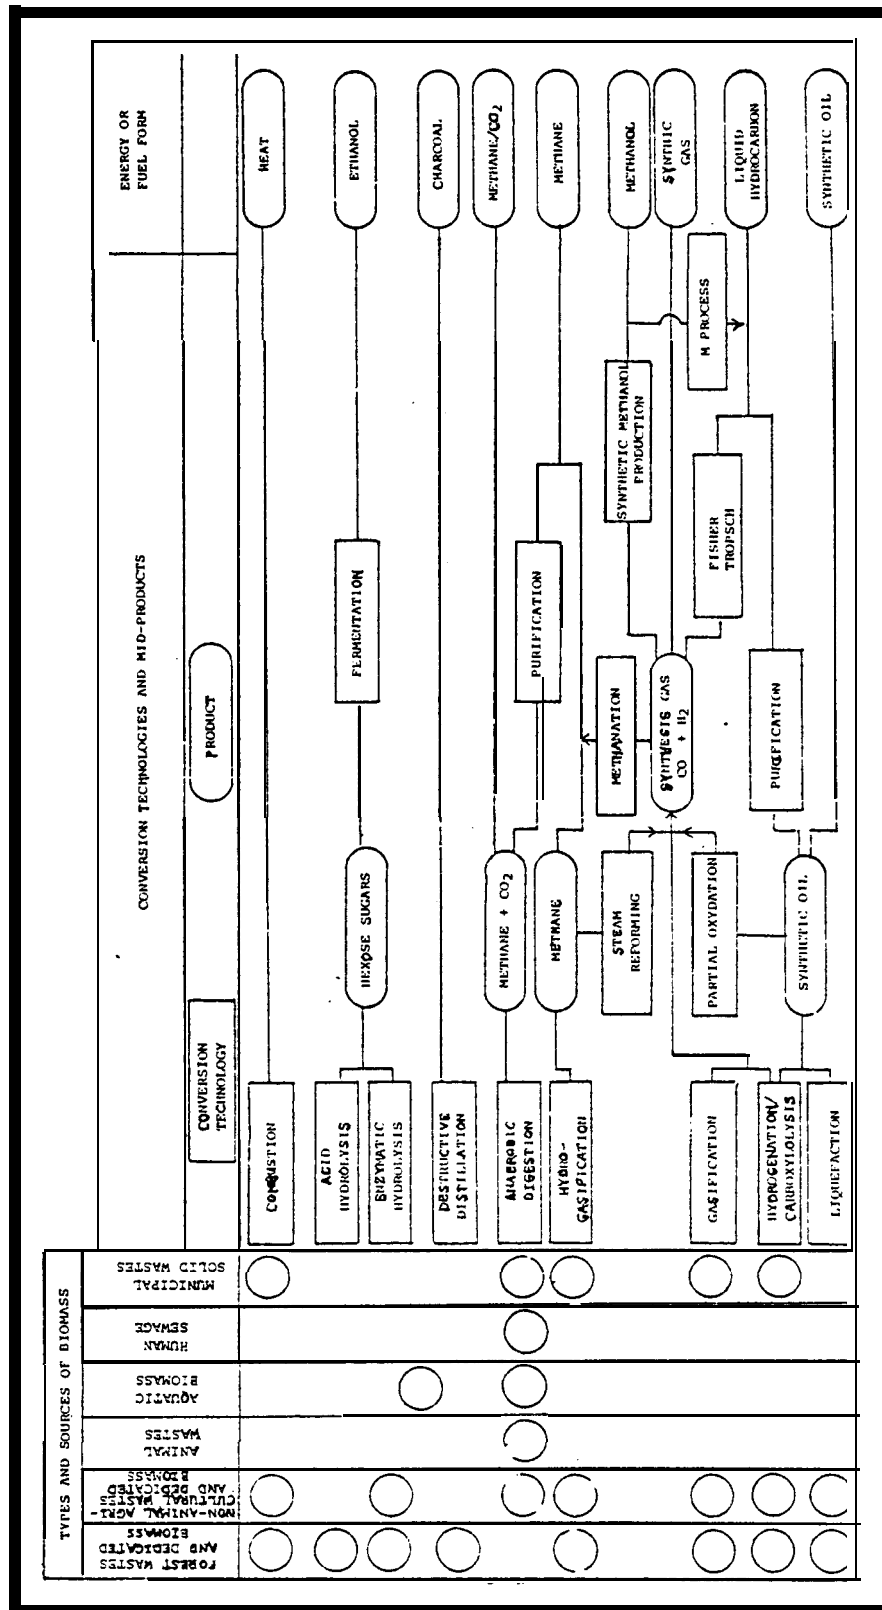 TYPES AND SOURCES OF BIOMASS
FOREST WASTES
AND DEDICATED
BIOMASS
NON-ANIMAL AGRI-
CULTURAL WASTES
AND DEDICATED
BIOMASS
ANIMAL
WASTES
AQUATIC
BIOMASS
HUMAN
SEWAGE
MUNICIPAL
SOLID WASTES
CONVERSION TECHNOLOGIES AND MID-PRODUCTS
CONVERSION
TECHNOLOGY
PRODUCT
ENERGY OR
FUEL FORM
COMBUSTION
HEAT
ACID
HYDROLYSIS
ENZYMATIC
HYDROLYSIS
HEXOSE SUGARS
FERMENTATION
ETHANOL
DESTRUCTIVE
DISTILLATION
CHARCOAL
ANAEROBIC
DIGESTION
METHANE + CO2
PURIFICATION
METHANE/CO2
HYDRO-
GASIFICATION
METHANE
METHANE
STEAM
REFORMING
METHANATION
SYNTHETIC METHANOL
PRODUCTION
METHANOL
SYNTHESIS GAS
CO + H2
SYNTHIC
GAS
GASIFICATION
PARTIAL OXYDATION
FISHER
TROPSCH
M PROCESS
LIQUID
HYDROCARBON
HYDROGENATION/
CARBOXYLOLYSIS
PURIFICATION
LIQUEFACTION
SYNTHETIC OIL
SYNTHETIC OIL